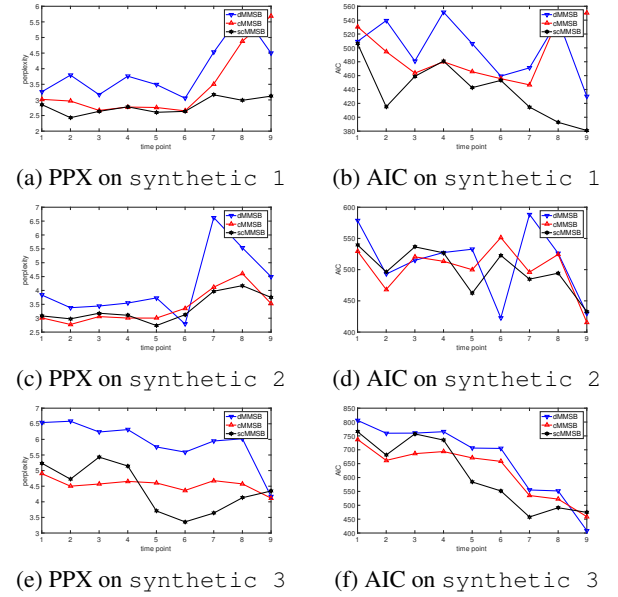 6
5.5
5
4.5
4
3.5
3
2.5
2
perplexity
1 2 3 4 5 6 7 8 9
time point
dMMSB
cMMSB
scMMSB
560
540
520
500
480
460
440
420
400
380
AIC
1 2 3 4 5 6 7 8 9
time point
dMMSB
cMMSB
scMMSB
(a) PPX on synthetic 1
(b) AIC on synthetic 1
7
6.5
6
5.5
5
4.5
4
3.5
3
2.5
perplexity
1 2 3 4 5 6 7 8 9
time point
dMMSB
cMMSB
scMMSB
600
550
500
450
400
AIC
1 2 3 4 5 6 7 8 9
time point
dMMSB
cMMSB
scMMSB
(c) PPX on synthetic 2
(d) AIC on synthetic 2
7
6.5
6
5.5
5
4.5
4
3.5
3
perplexity
1 2 3 4 5 6 7 8 9
time point
dMMSB
cMMSB
scMMSB
850
800
750
700
650
600
550
500
450
400
AIC
1 2 3 4 5 6 7 8 9
time point
dMMSB
cMMSB
scMMSB
(e) PPX on synthetic 3
(f) AIC on synthetic 3